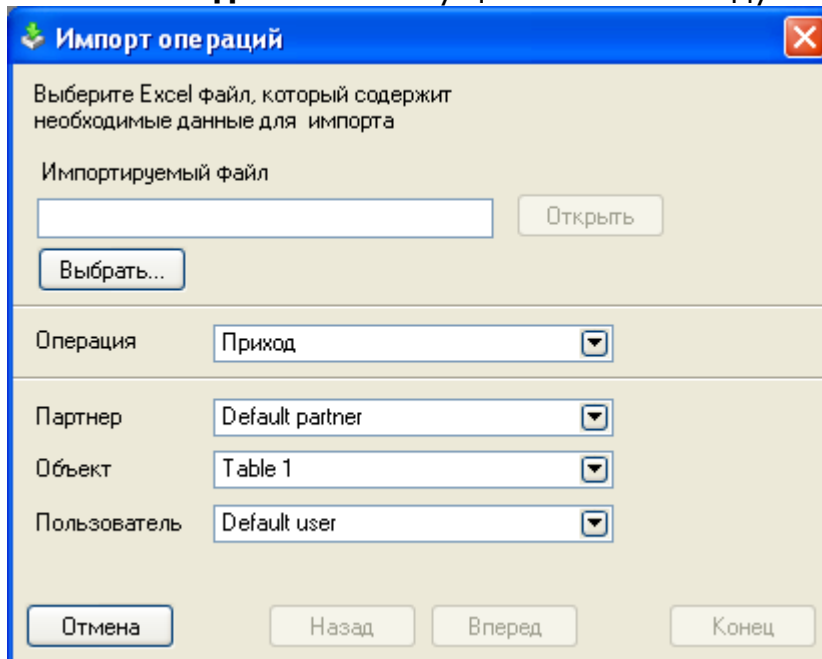 Импорт операций
Выберите Excel файл, который содержит
необходимые данные для импорта
Импортируемый файл
Открыть
Выбрать...
Операция Приход
Партнер Default partner
Объект Table 1
Пользователь Default user
Отмена Назад Вперед Конец